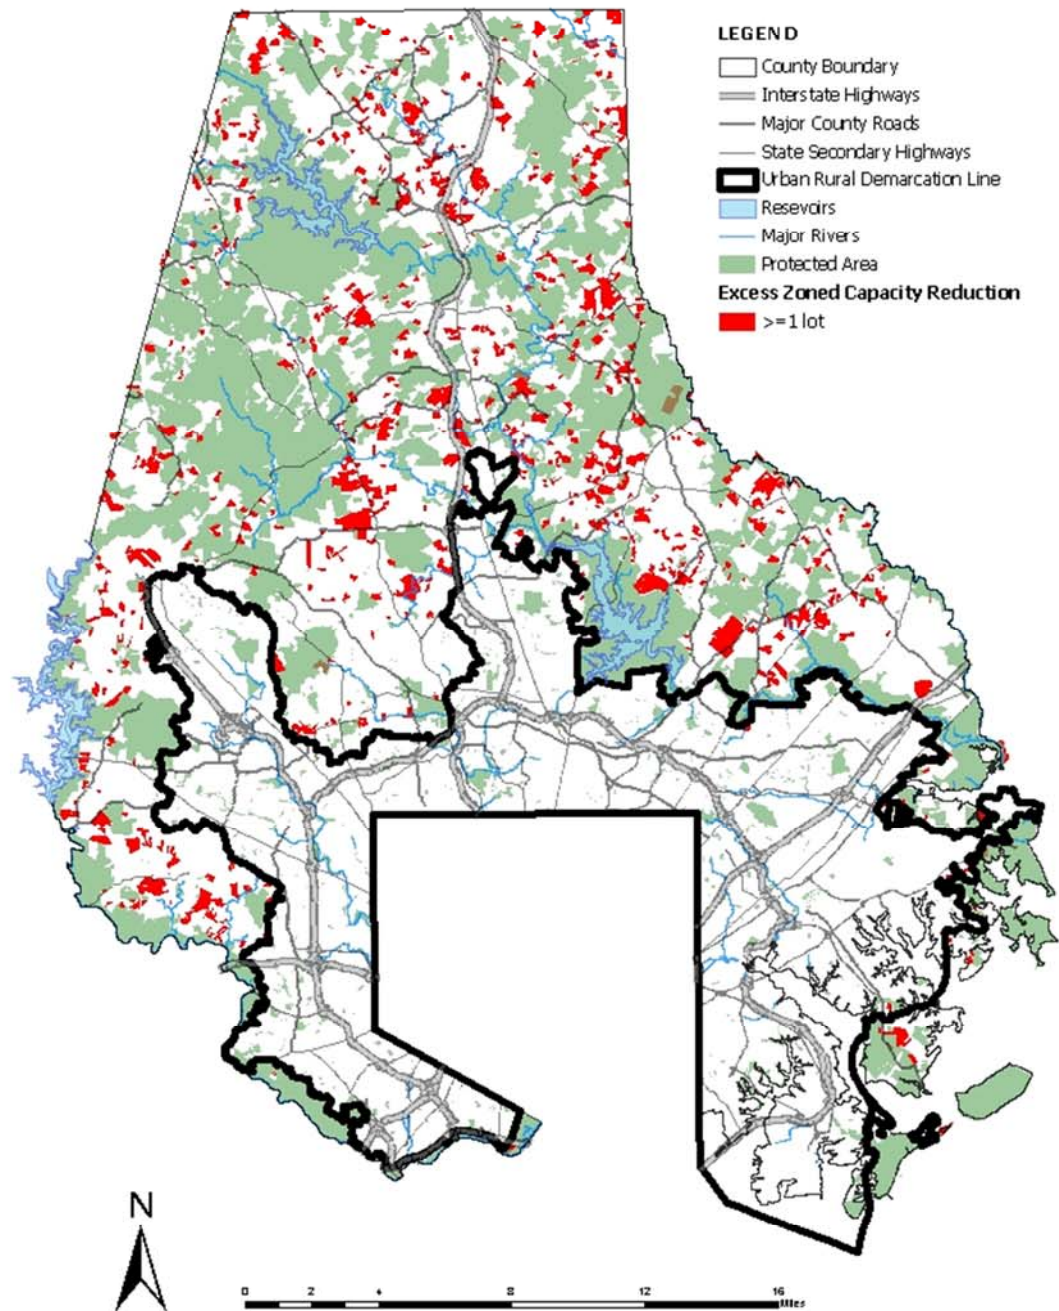 LEGEND
County Boundary
Interstate Highways
Major County Roads
State Secondary Highways
Urban Rural Demarcation Line
Resevoirs
Major Rivers
Protected Area
Excess Zoned Capacity Reduction
>=1 lot
N
0 2 4 8 12 16
Miles